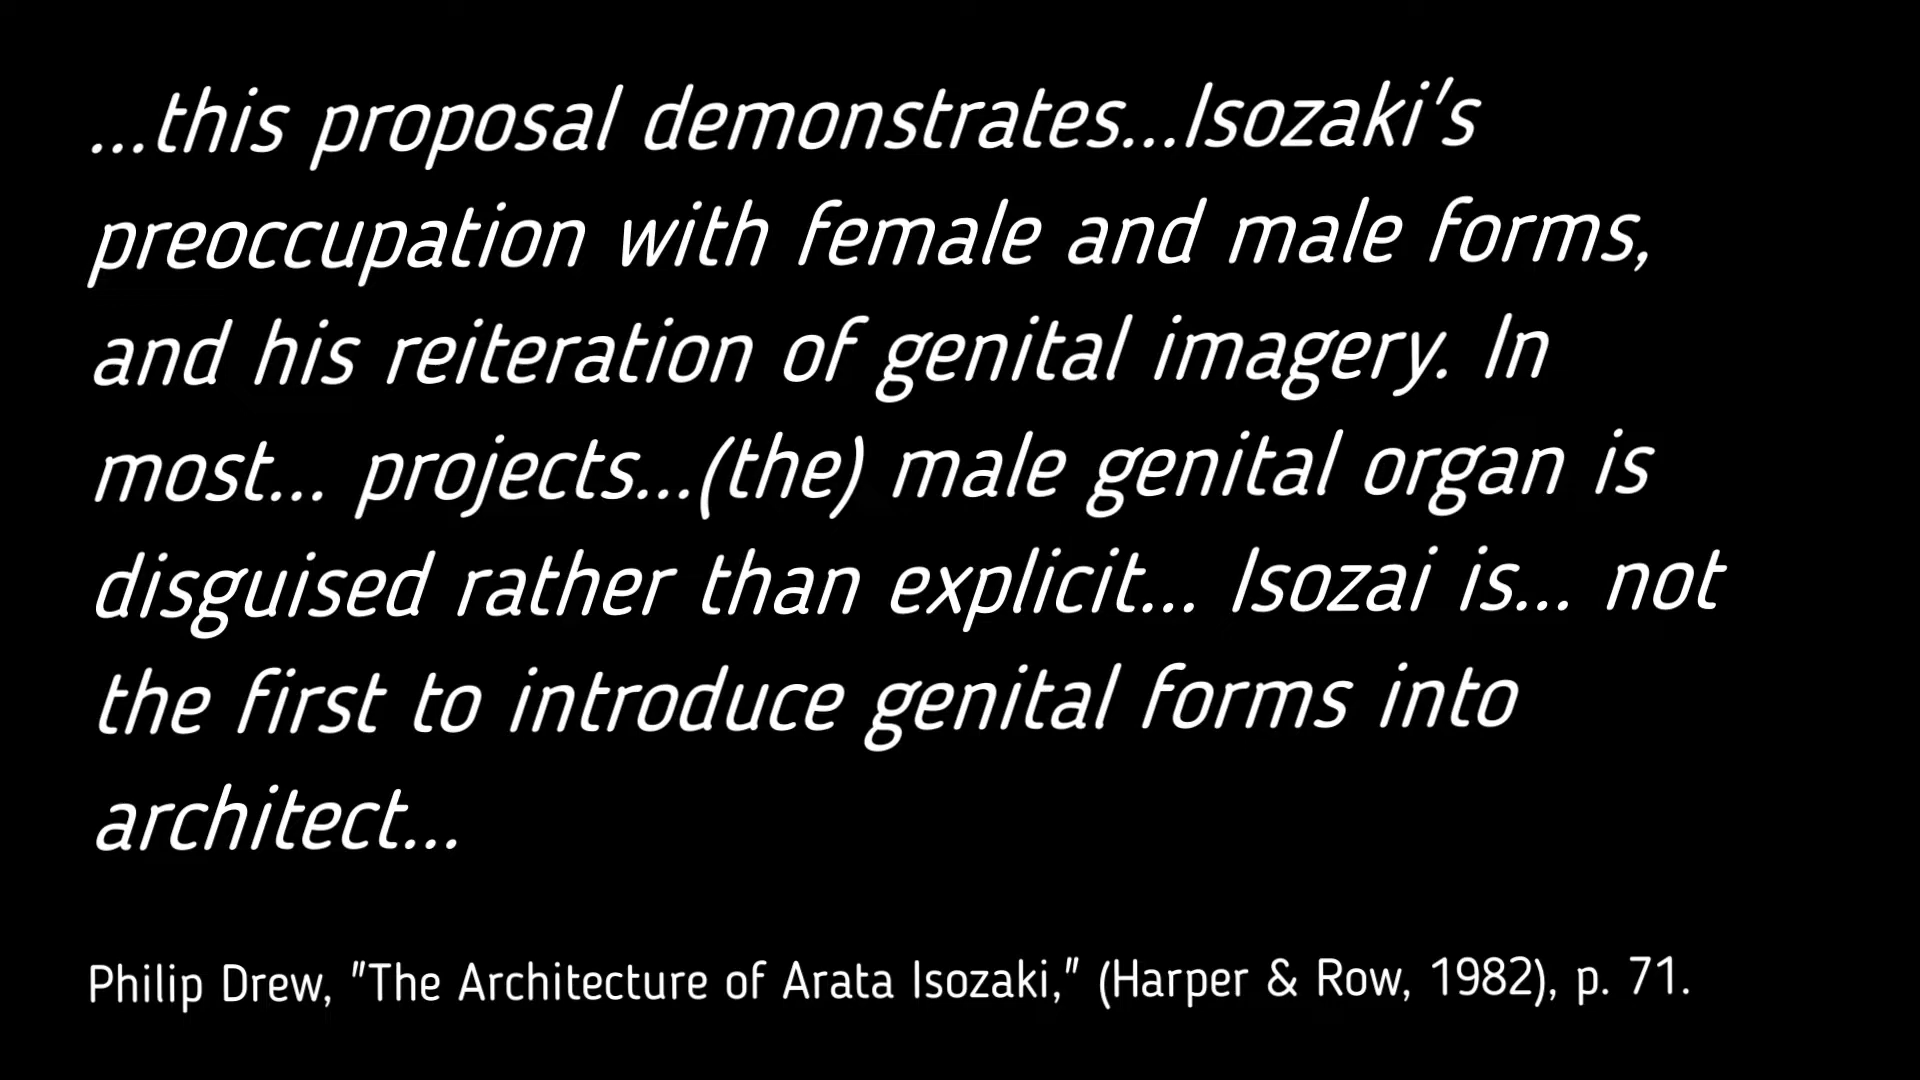 ...this proposal demonstrates...Isozaki's
preoccupation with female and male forms,
and his reiteration of genital imagery. In
most... projects...(the) male genital organ is
disguised rather than explicit... Isozai is... not
the first to introduce genital forms into
architect...
Philip Drew, "The Architecture of Arata Isozaki," (Harper & Row, 1982), p. 71.